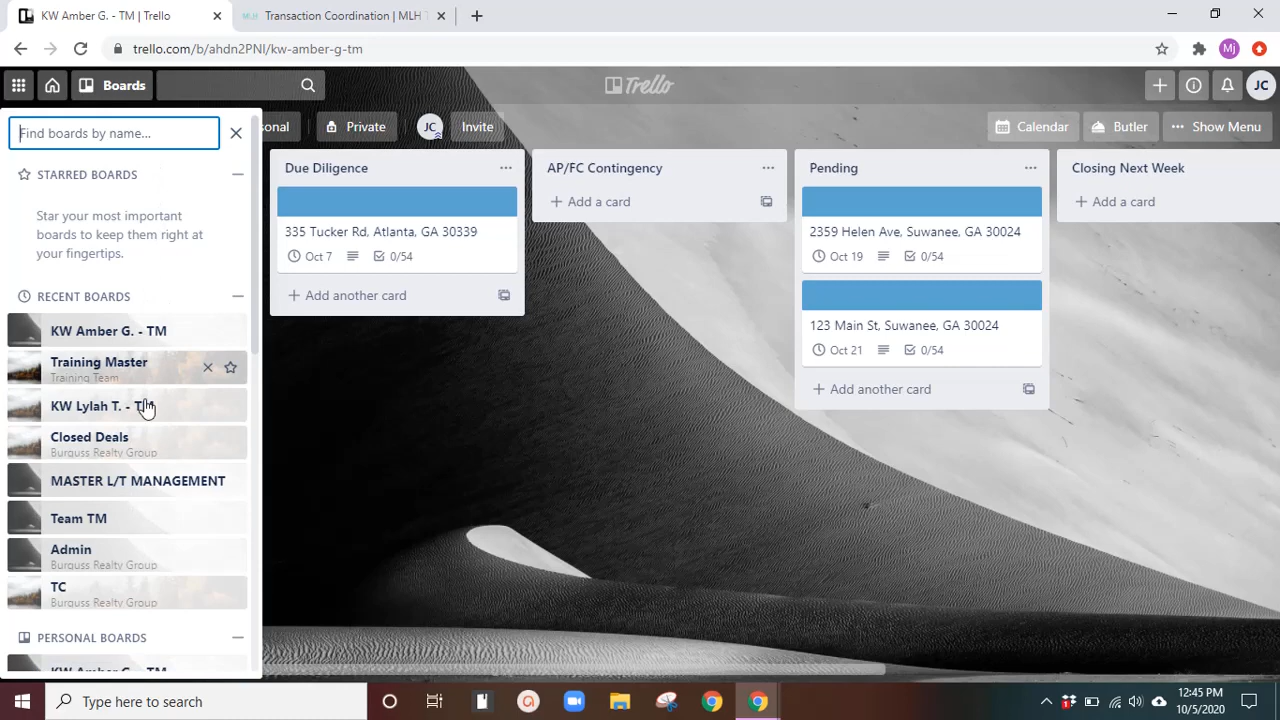 KW Amber G. - TM | Trello
Transaction Coordination | MLH T
trello.com/b/ahdn2PNI/kw-amber-g-tm
Mj
Boards
Trello
JC
Find boards by name...
sonal
Private
JC
Invite
Calendar
Butler
Show Menu
STARRED BOARDS
Star your most important
boards to keep them right at
your fingertips.
RECENT BOARDS
KW Amber G. - TM
Training Master
Training Team
KW Lylah T. - TM
Closed Deals
Burguss Realty Group
MASTER L/T MANAGEMENT
Team TM
Admin
Burguss Realty Group
TC
Burguss Realty Group
PERSONAL BOARDS
KW Amber G. - TM
Due Diligence
335 Tucker Rd, Atlanta, GA 30339
Oct 7
0/54
Add another card
AP/FC Contingency
Add a card
Pending
2359 Helen Ave, Suwanee, GA 30024
Oct 19
0/54
123 Main St, Suwanee, GA 30024
Oct 21
0/54
Add another card
Closing Next Week
Add a card
Type here to search
12:45 PM
10/5/2020